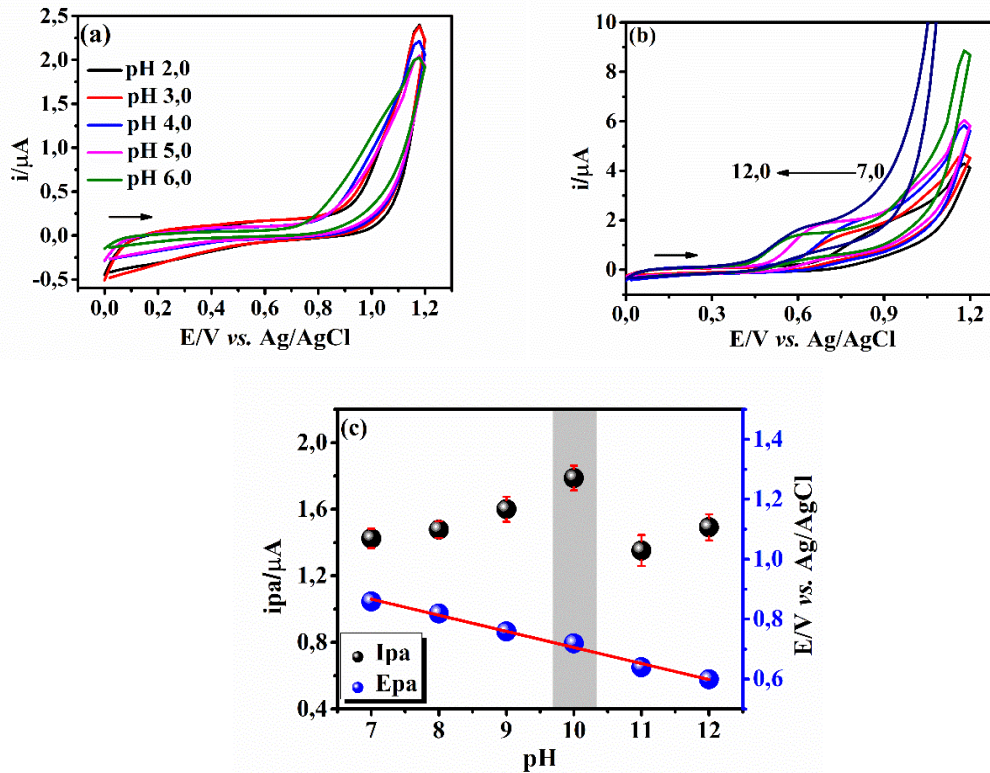 (a)
2,5
2,0
1,5
1,0
0,5
0,0
-0,5
i/µA
pH 2,0
pH 3,0
pH 4,0
pH 5,0
pH 6,0
0,0 0,2 0,4 0,6 0,8 1,0 1,2
E/V vs. Ag/AgCl
(b)
10
8
6
4
2
0
i/µA
12,0 7,0
0,0 0,3 0,6 0,9 1,2
E/V vs. Ag/AgCl
(c)
2,0
1,6
1,2
0,8
0,4
ipa/µA
Ipa
Epa
7 8 9 10 11 12
pH
1,4
1,2
1,0
0,8
0,6
E/V vs. Ag/AgCl